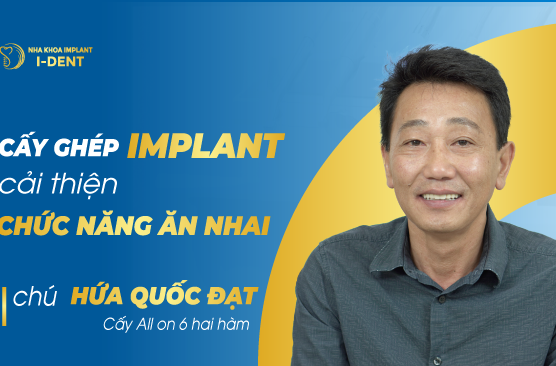 NHA KHOA IMPLANT
I-DENT
CẤY GHÉP IMPLANT
cải thiện
CHỨC NĂNG ĂN NHAI
chú HỨA QUỐC ĐẠT
Cấy All on 6 hai hàm